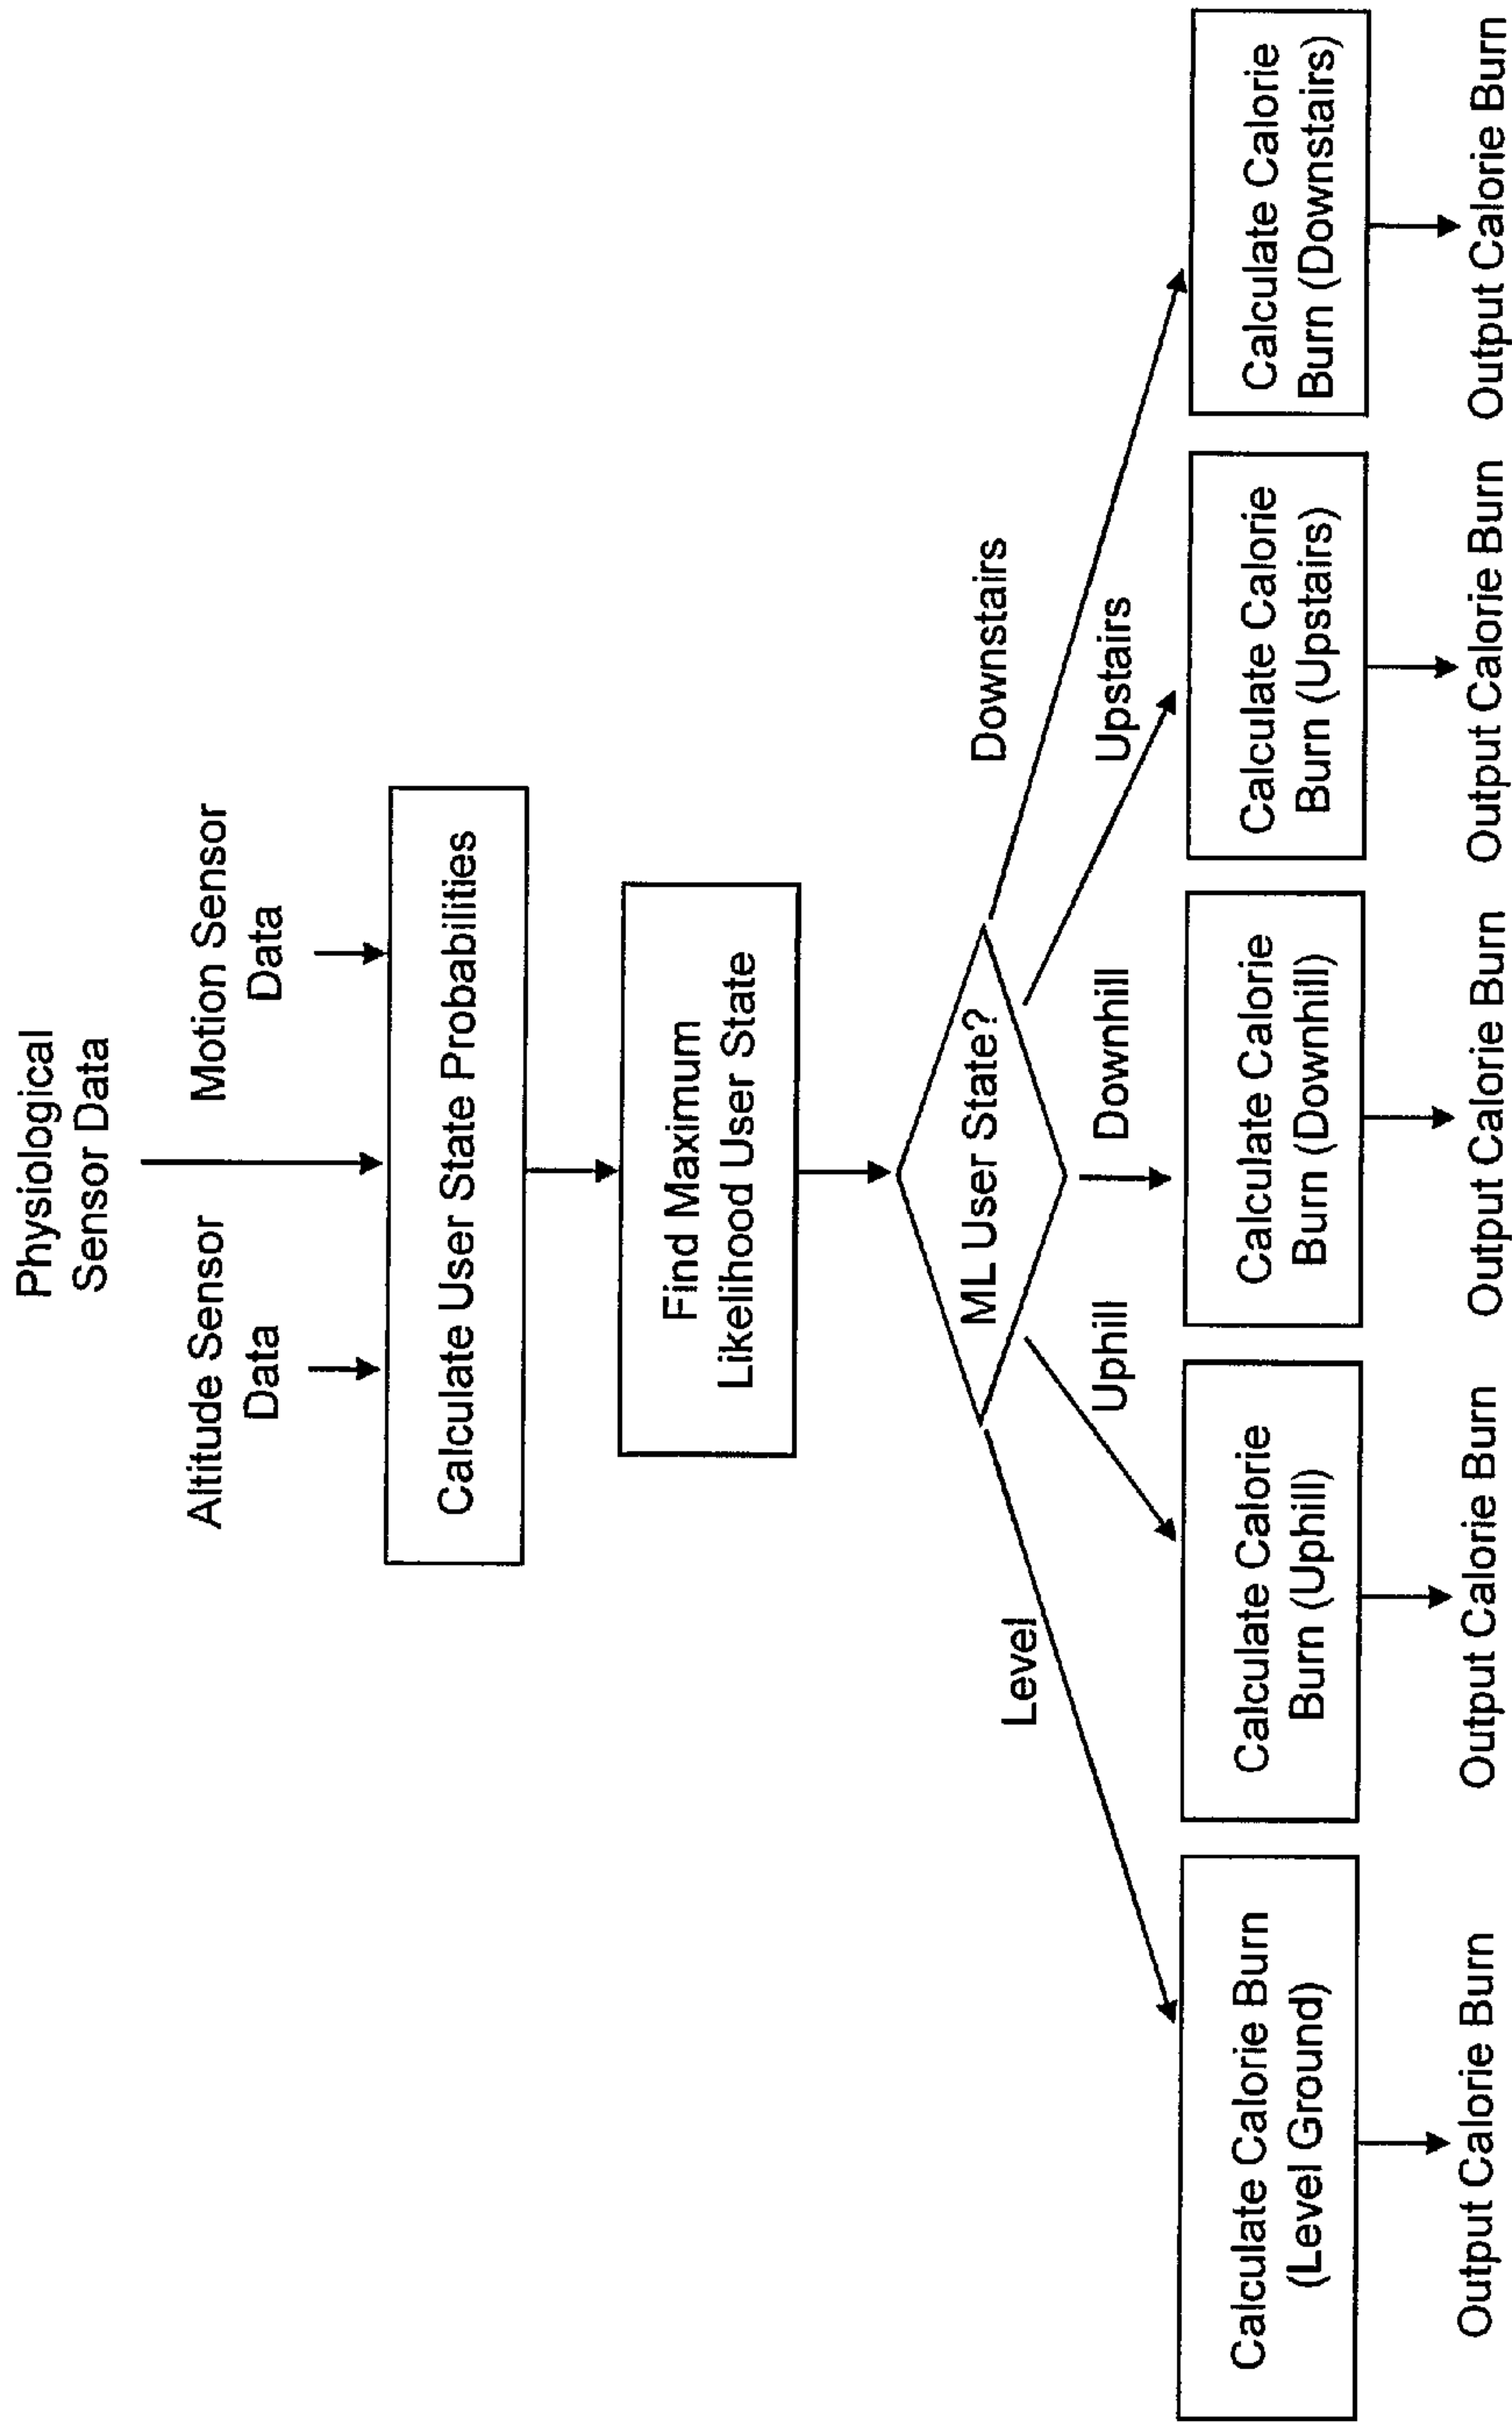 Physiological
Sensor Data
Altitude Sensor
Data
Motion Sensor
Data
Calculate User State Probabilities
Find Maximum
Likelihood User State
ML User State?
Level
Uphill
Downhill
Upstairs
Downstairs
Calculate Calorie Burn
(Level Ground)
Calculate Calorie
Burn (Uphill)
Calculate Calorie
Burn (Downhill)
Calculate Calorie
Burn (Upstairs)
Calculate Calorie
Burn (Downstairs)
Output Calorie Burn
Output Calorie Burn
Output Calorie Burn
Output Calorie Burn
Output Calorie Burn